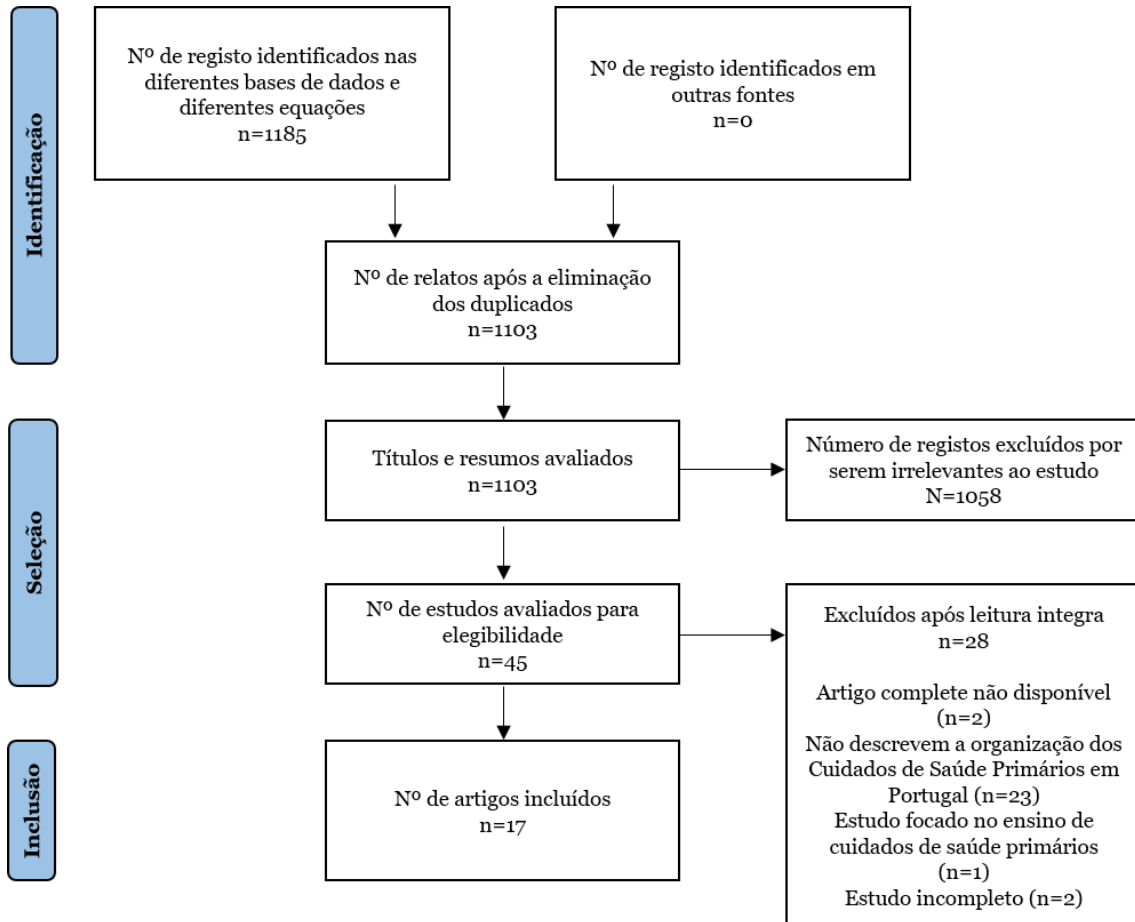 Identificação
Nº de registo identificados nas
diferentes bases de dados e
diferentes equações
n=1185
Nº de registo identificados em
outras fontes
n=0
Nº de relatos após a eliminação
dos duplicados
n=1103
Seleção
Títulos e resumos avaliados
n=1103
Número de registos excluídos por
serem irrelevantes ao estudo
N=1058
Nº de estudos avaliados para
elegibilidade
n=45
Excluídos após leitura integra
n=28
Artigo complete não disponível
(n=2)
Não descrevem a organização dos
Cuidados de Saúde Primários em
Portugal (n=23)
Estudo focado no ensino de
cuidados de saúde primários
(n=1)
Estudo incompleto (n=2)
Inclusão
Nº de artigos incluídos
n=17